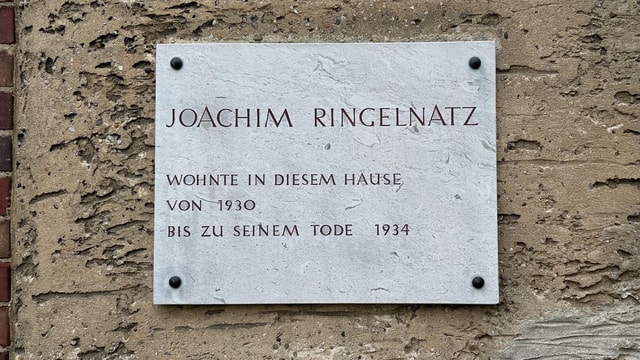 JOACHIM RINGELNATZ
WOHNTE IN DIESEM HAUSE
VON 1930
BIS ZU SEINEM TODE 1934